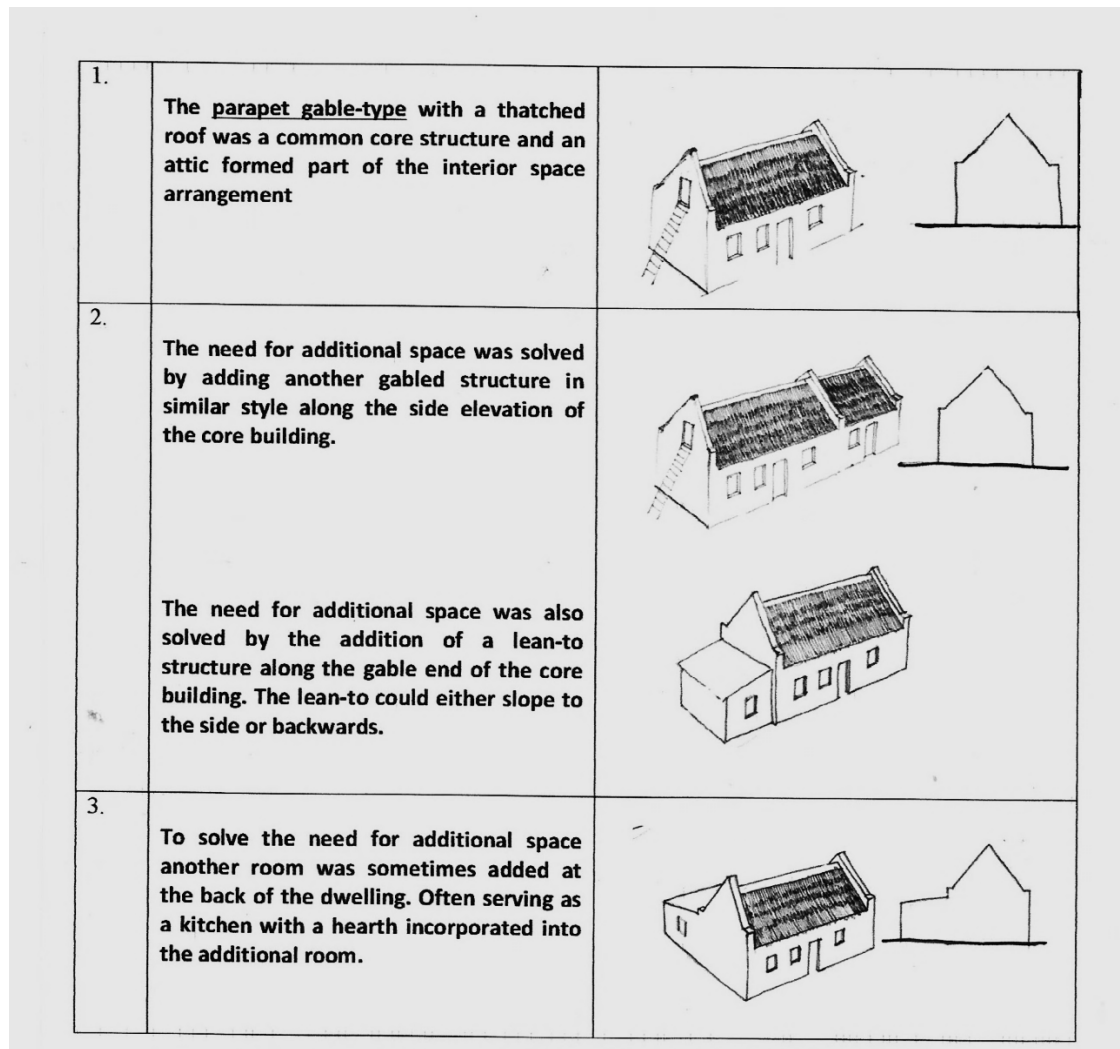 1.
The parapet gable-type with a thatched
roof was a common core structure and an
attic formed part of the interior space
arrangement
2.
The need for additional space was solved
by adding another gabled structure in
similar style along the side elevation of
the core building.
The need for additional space was also
solved by the addition of a lean-to
structure along the gable end of the core
building. The lean-to could either slope to
the side or backwards.
3.
To solve the need for additional space
another room was sometimes added at
the back of the dwelling. Often serving as
a kitchen with a hearth incorporated into
the additional room.